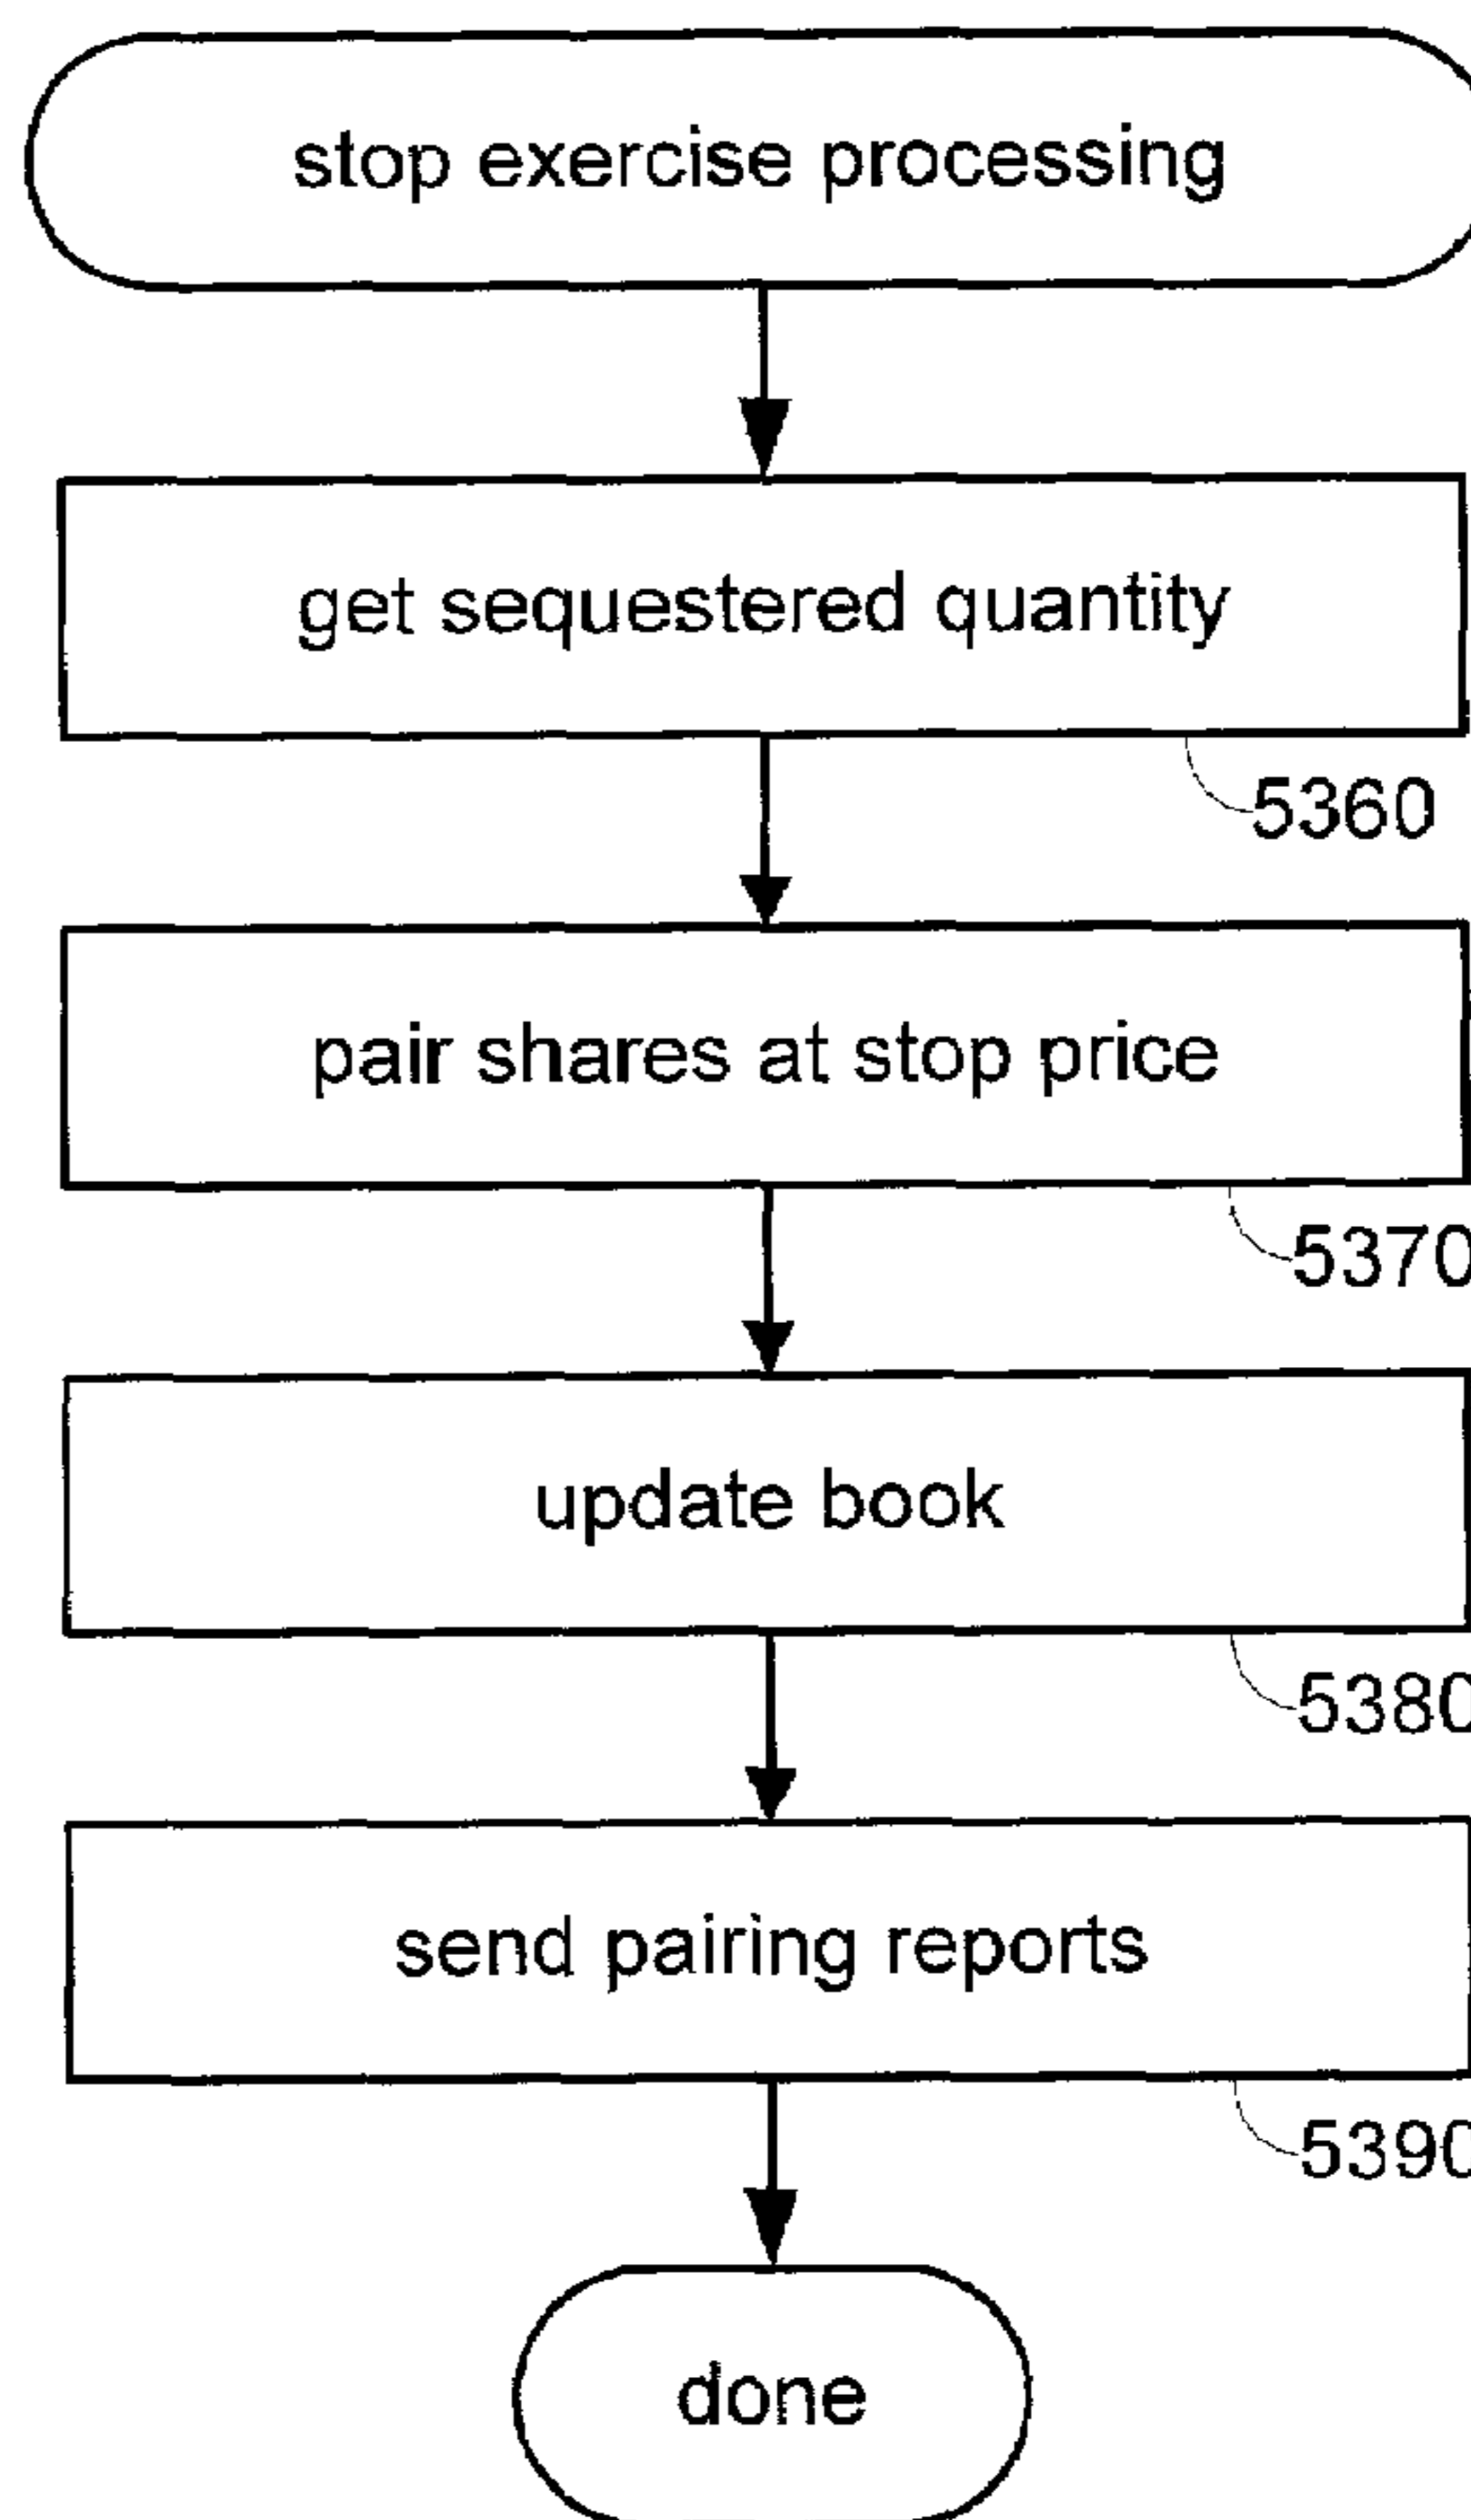 stop exercise processing
get sequestered quantity
5360
pair shares at stop price
5370
update book
5380
send pairing reports
5390
done